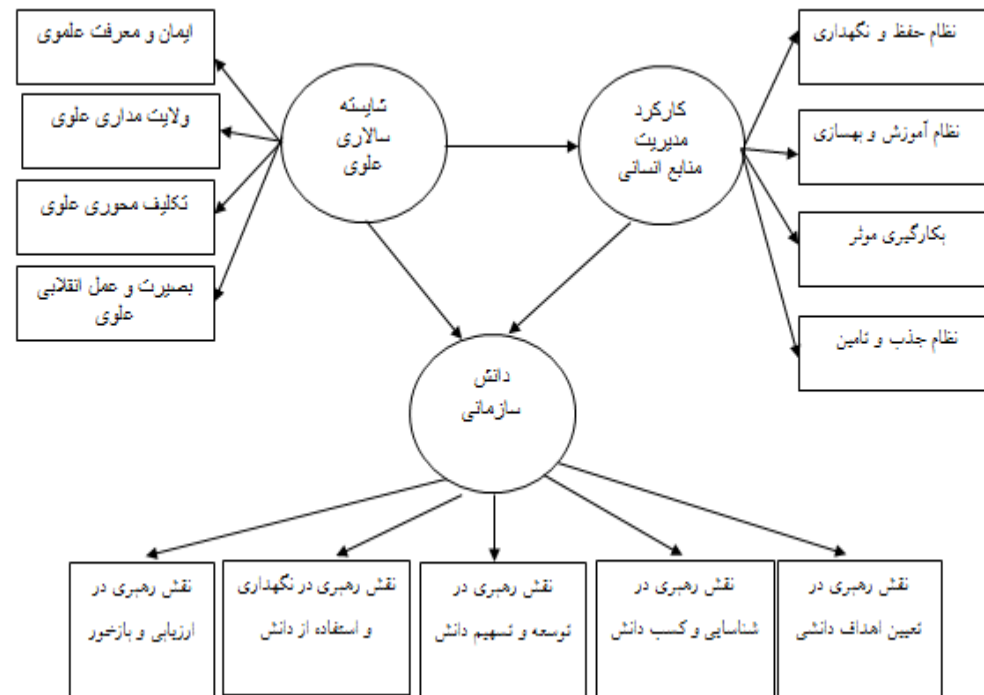 ایمان و معرفت علموی
ولایت مداری علوی
تکلیف محوری علوی
بصیرت و عمل انقلابی
علوی
شایسته
سالاری
علوی
کارکرد
مدیریت
منابع انسانی
نظام حفظ و نگهداری
نظام آموزش و بهسازی
بکارگیری موثر
نظام جذب و تامین
دانش
سازمانی
نقش رهبری در
تعیین اهداف دانشی
نقش رهبری در
شناسایی و کسب دانش
نقش رهبری در
توسعه و تسهیم دانش
نقش رهبری در نگهداری
و استفاده از دانش
نقش رهبری در
ارزیابی و بازخور